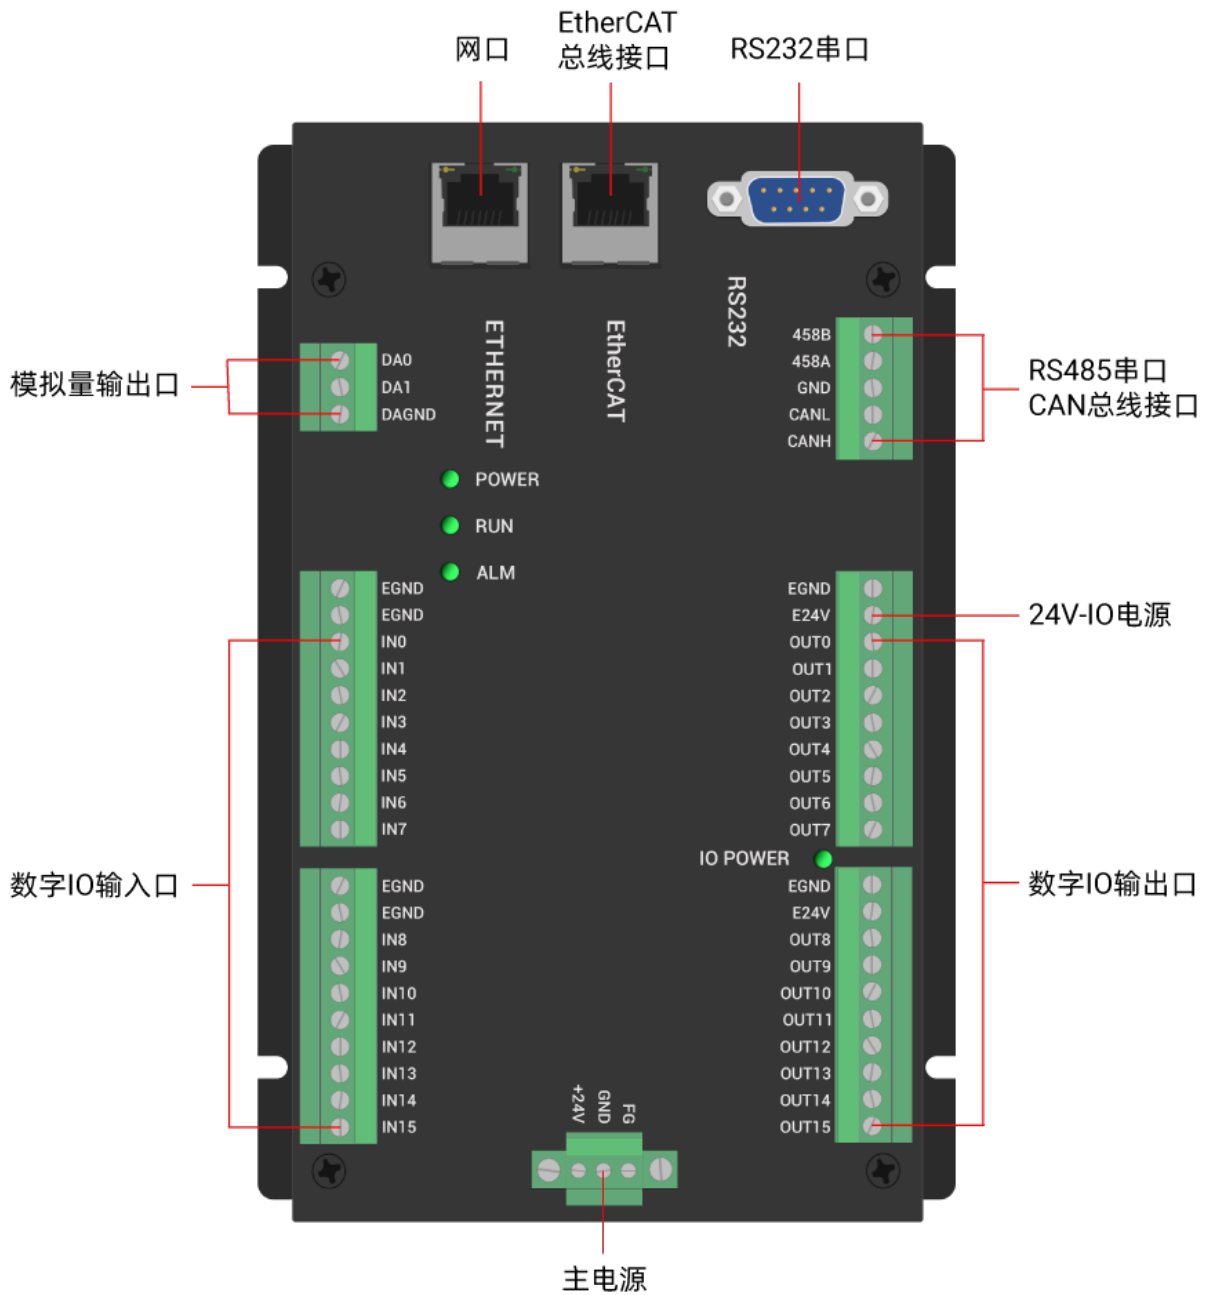 网口
EtherCAT
总线接口
RS232串口
RS232
ETHERNET
EtherCAT
模拟量输出口
DA0
DA1
DAGND
458B
458A
GND
CANL
CANH
RS485串口
CAN总线接口
POWER
RUN
ALM
EGND
EGND
IN0
IN1
IN2
IN3
IN4
IN5
IN6
IN7
EGND
E24V
OUT0
OUT1
OUT2
OUT3
OUT4
OUT5
OUT6
OUT7
24V-IO电源
IO POWER
数字IO输入口
EGND
EGND
IN8
IN9
IN10
IN11
IN12
IN13
IN14
IN15
EGND
E24V
OUT8
OUT9
OUT10
OUT11
OUT12
OUT13
OUT14
OUT15
数字IO输出口
+24V
GND
FG
主电源